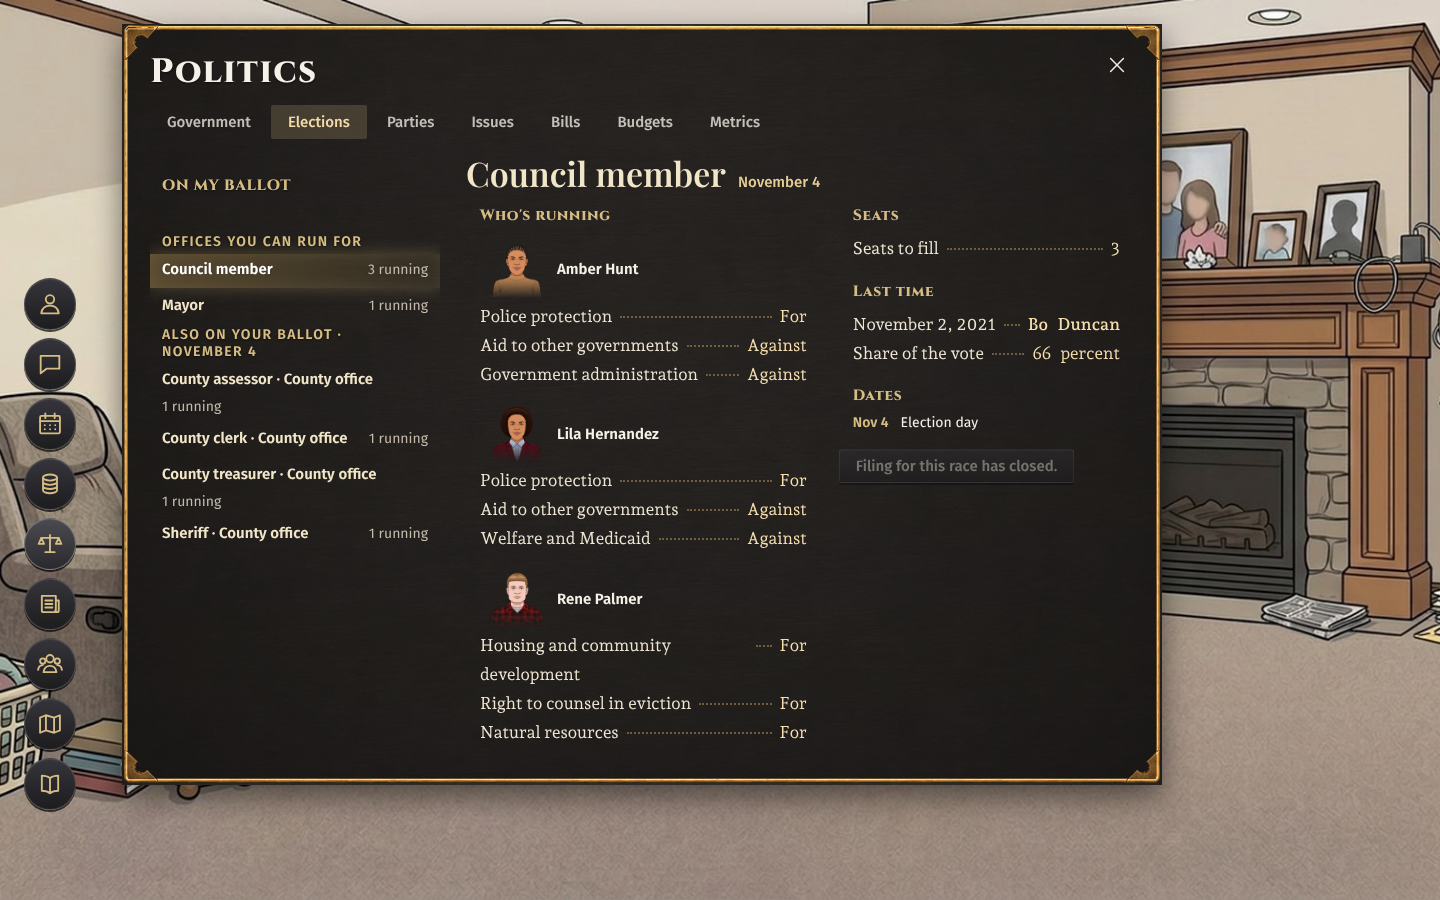 Politics
Government Elections Parties Issues Bills Budgets Metrics
ON MY BALLOT
OFFICES YOU CAN RUN FOR
Council member 3 running
Mayor 1 running
ALSO ON YOUR BALLOT ·
NOVEMBER 4
County assessor · County office
1 running
County clerk · County office 1 running
County treasurer · County office
1 running
Sheriff · County office 1 running
Council member November 4
Who's running
Amber Hunt
Police protection For
Aid to other governments Against
Government administration Against
Lila Hernandez
Police protection For
Aid to other governments Against
Welfare and Medicaid Against
Rene Palmer
Housing and community
development For
Right to counsel in eviction For
Natural resources For
Seats
Seats to fill 3
Last time
November 2, 2021 Bo Duncan
Share of the vote 66 percent
Dates
Nov 4 Election day
Filing for this race has closed.